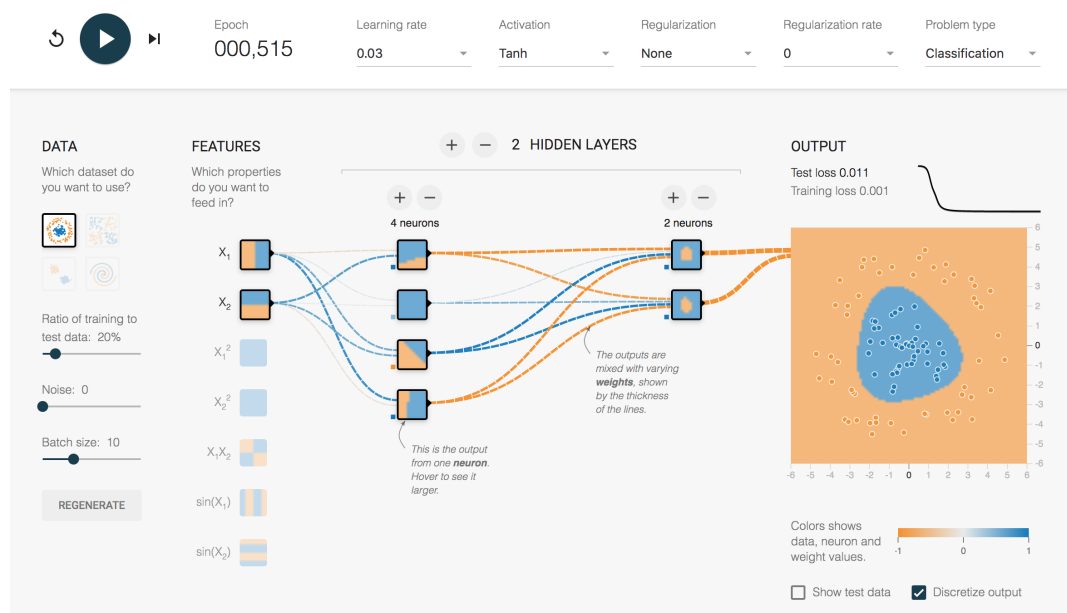 Epoch
000,515
Learning rate
0.03
Activation
Tanh
Regularization
None
Regularization rate
0
Problem type
Classification
DATA
Which dataset do
you want to use?
Ratio of training to
test data: 20%
Noise: 0
Batch size: 10
REGENERATE
FEATURES
Which properties
do you want to
feed in?
X₁
X₂
X₁²
X₂²
X₁X₂
sin(X₁)
sin(X₂)
+ − 2 HIDDEN LAYERS
+ −
4 neurons
+ −
2 neurons
This is the output
from one neuron.
Hover to see it
larger.
The outputs are
mixed with varying
weights, shown
by the thickness
of the lines.
OUTPUT
Test loss 0.011
Training loss 0.001
6
5
4
3
2
1
0
-1
-2
-3
-4
-5
-6
-6 -5 -4 -3 -2 -1 0 1 2 3 4 5 6
Colors shows
data, neuron and
weight values.
-1 0 1
Show test data
Discretize output